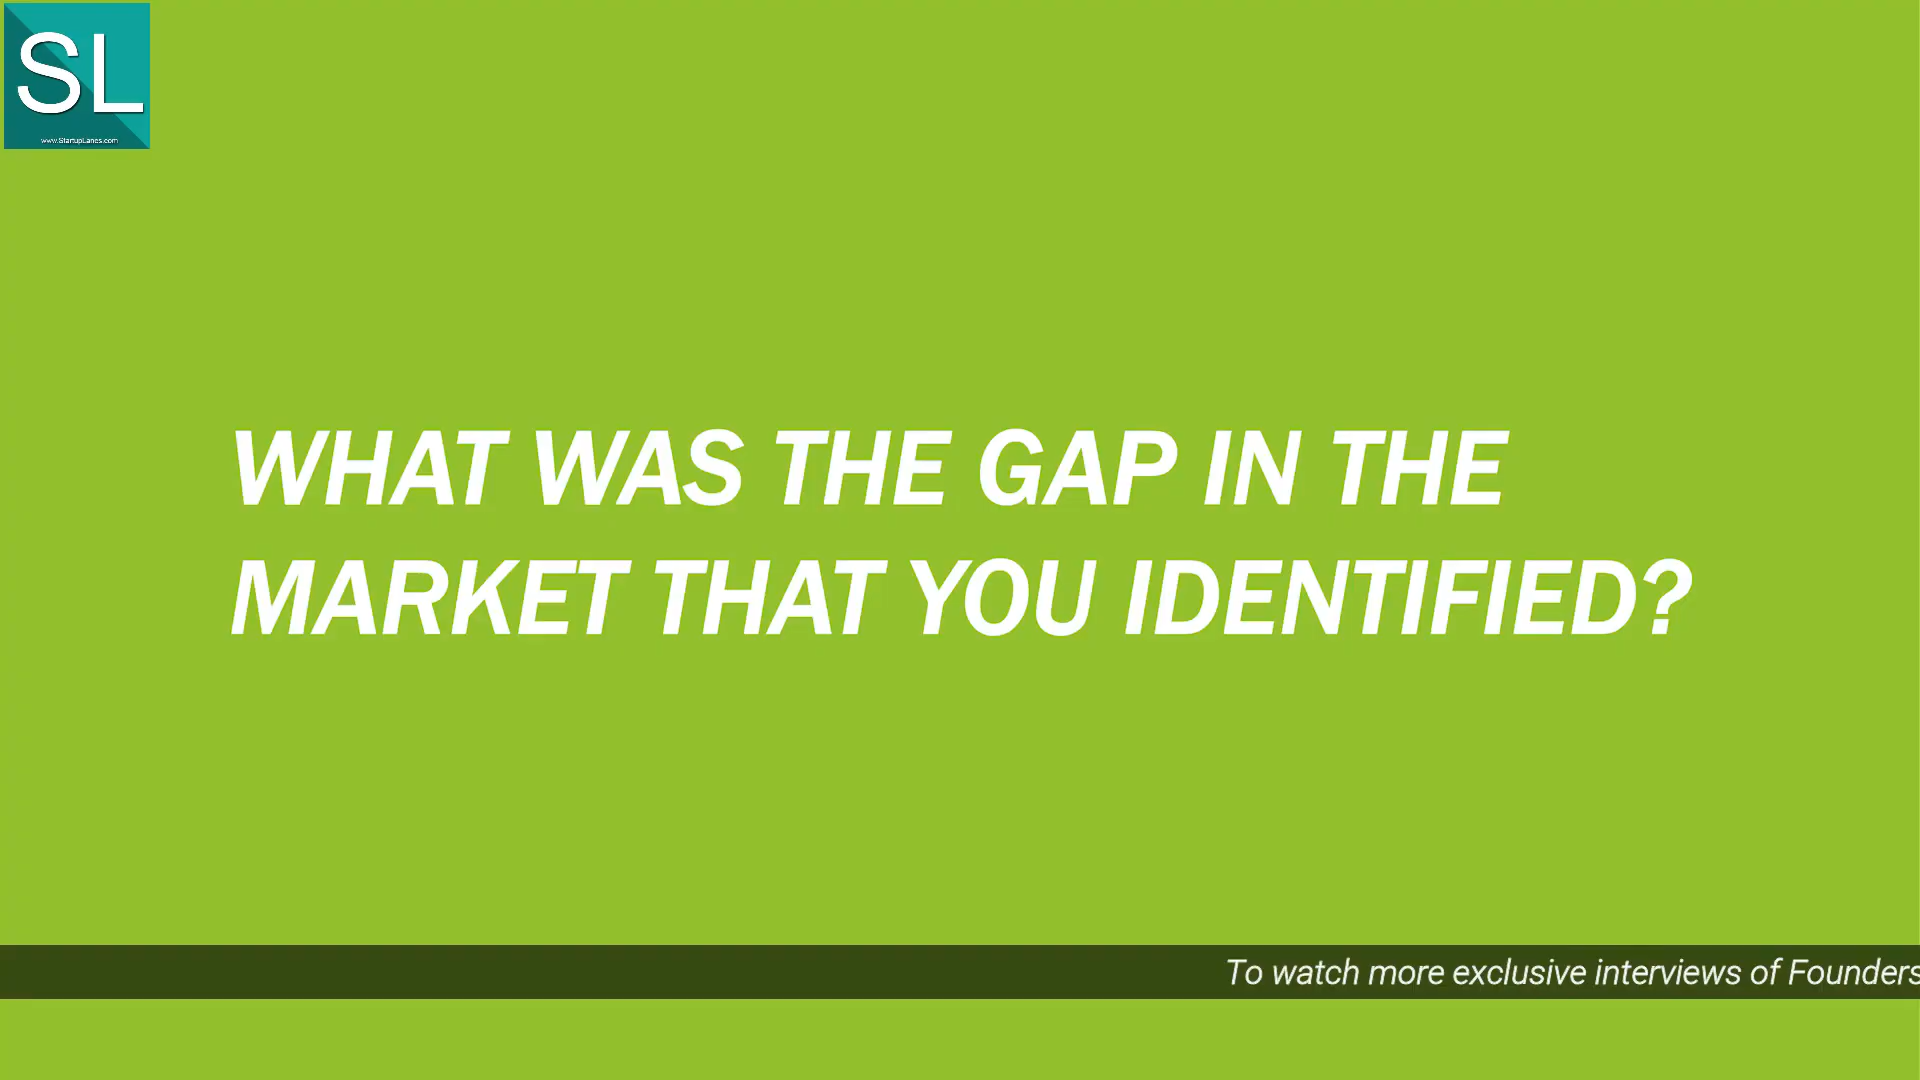 SL
www.StartupLanes.com
WHAT WAS THE GAP IN THE
MARKET THAT YOU IDENTIFIED?
To watch more exclusive interviews of Founders